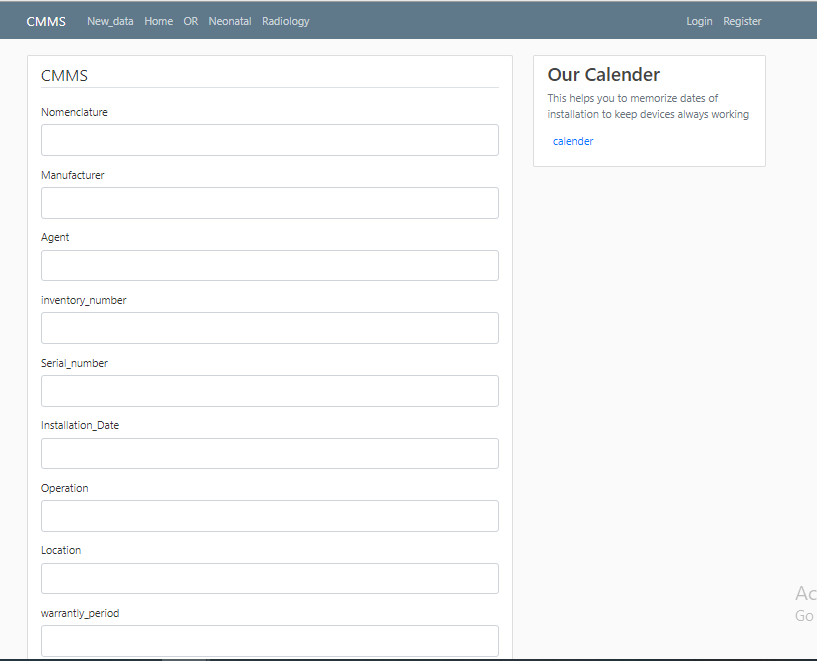 CMMS New_data Home OR Neonatal Radiology Login Register
CMMS
Nomenclature
Manufacturer
Agent
inventory_number
Serial_number
Installation_Date
Operation
Location
warrantly_period
Our Calender
This helps you to memorize dates of
installation to keep devices always working
calender
Ac
Go